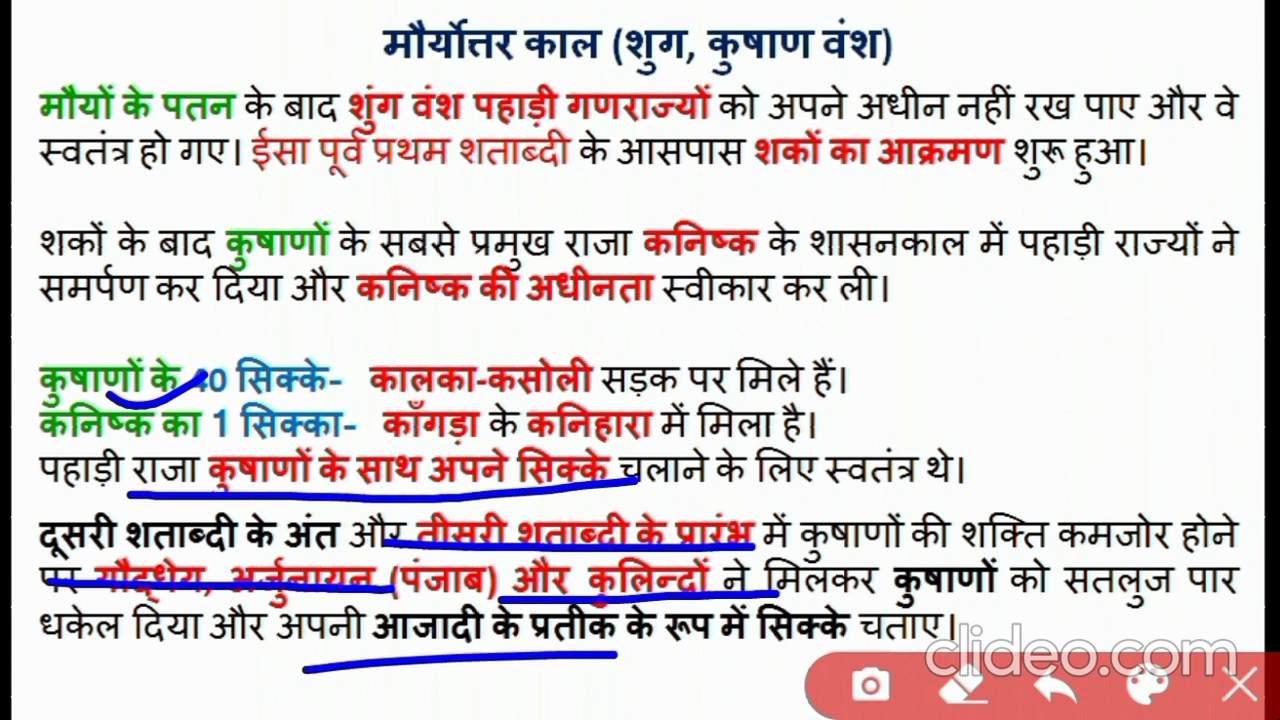 मौर्योत्तर काल (शुग, कुषाण वंश)
मौयों के पतन के बाद शुंग वंश पहाड़ी गणराज्यों को अपने अधीन नहीं रख पाए और वे
स्वतंत्र हो गए। ईसा पूर्व प्रथम शताब्दी के आसपास शकों का आक्रमण शुरू हुआ।
शकों के बाद कुषाणों के सबसे प्रमुख राजा कनिष्क के शासनकाल में पहाड़ी राज्यों ने
समर्पण कर दिया और कनिष्क की अधीनता स्वीकार कर ली।
कुषाणों के 40 सिक्के- कालका-कसोली सड़क पर मिले हैं।
कनिष्क का 1 सिक्का- काँगड़ा के कनिहारा में मिला है।
पहाड़ी राजा कुषाणों के साथ अपने सिक्के चलाने के लिए स्वतंत्र थे।
दूसरी शताब्दी के अंत और तीसरी शताब्दी के प्रारंभ में कुषाणों की शक्ति कमजोर होने
पर यौद्धेय, अर्जुनायन (पंजाब) और कुलिन्दों ने मिलकर कुषाणों को सतलुज पार
धकेल दिया और अपनी आजादी के प्रतीक के रूप में सिक्के चताए।
clideo.com